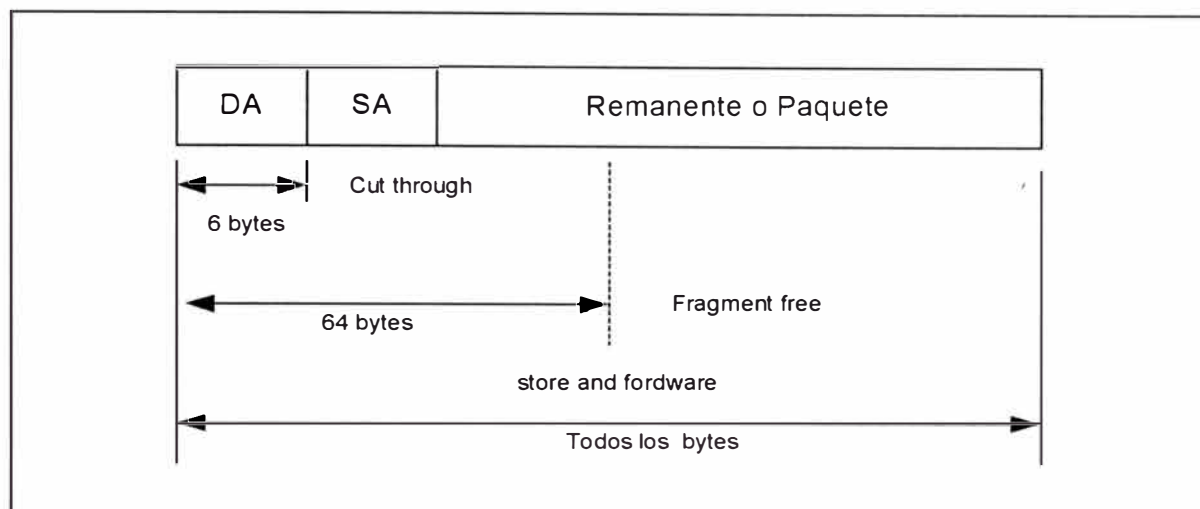 DA SA Remanente o Paquete
Cut through
6 bytes
Fragment free
64 bytes
store and fordware
Todos los bytes